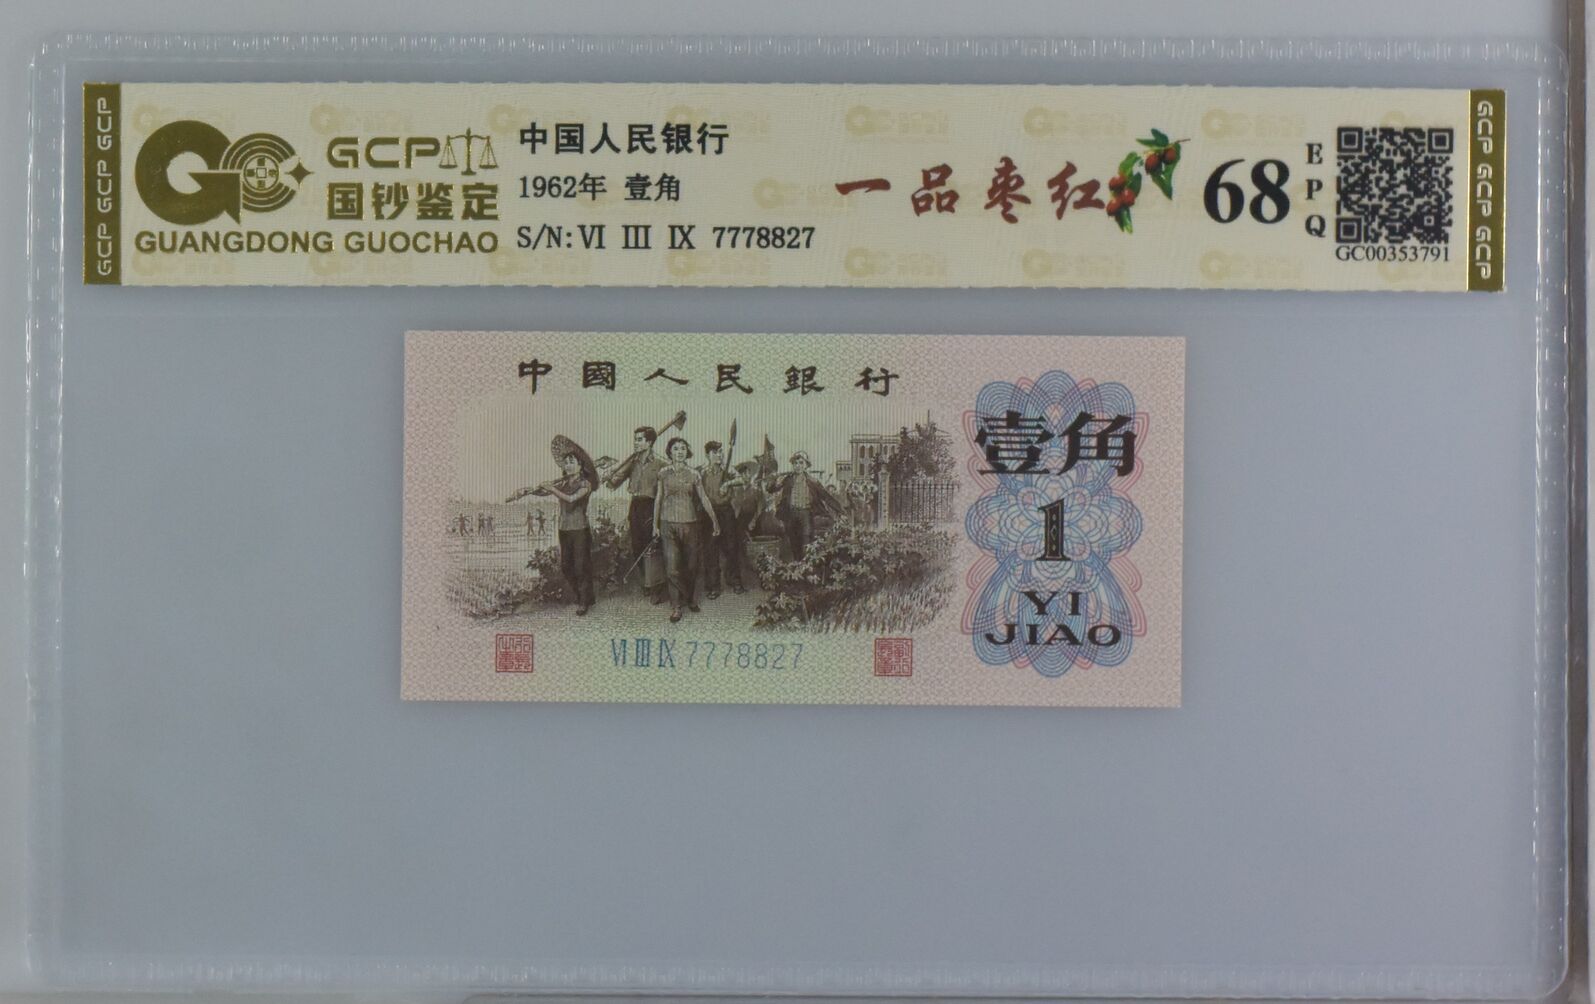 GCP GCP GCP
GCP
国钞鉴定
GUANGDONG GUOCHAO
中国人民银行
1962年 壹角
S/N: VI III IX 7778827
一品枣红
68
EPQ
GC00353791
GCP GCP GCP
中國人民銀行
壹角
1
YI
JIAO
VI III IX 7778827